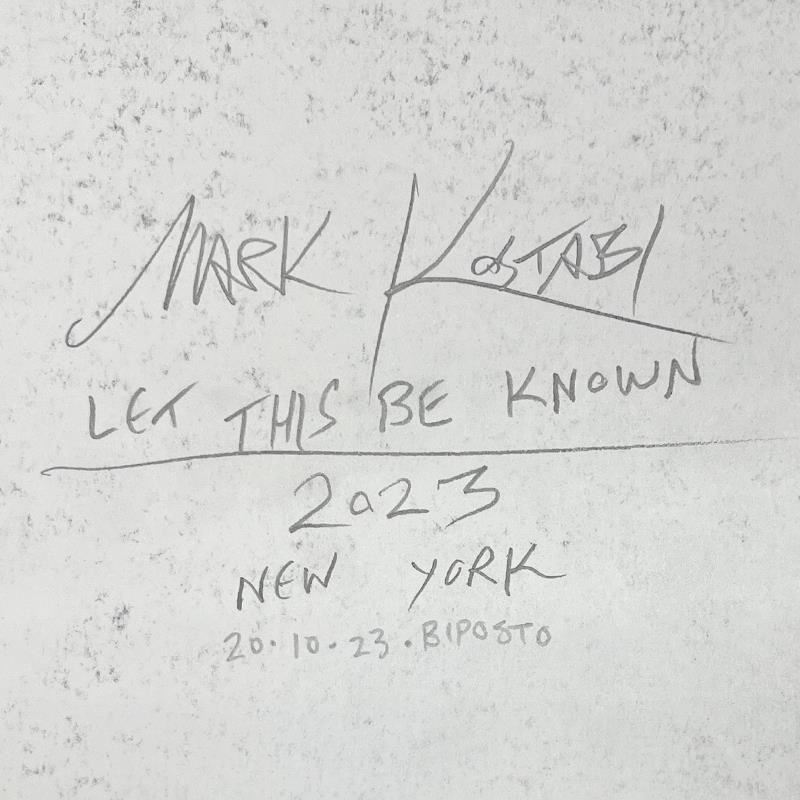 MARK KOSTABI
LET THIS BE KNOWN
2023
NEW YORK
20.10.23.BIPOSTO